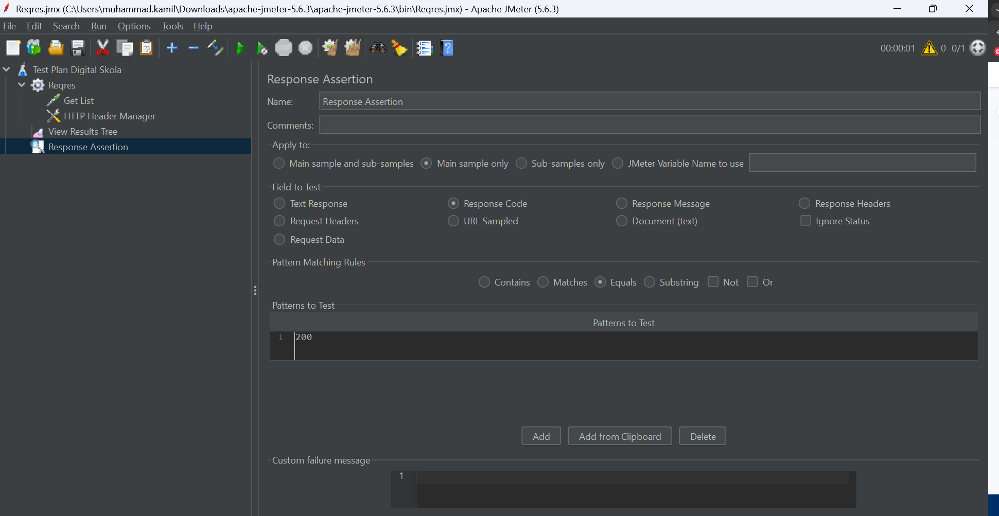 Reqres.jmx (C:\Users\muhammad.kamil\Downloads\apache-jmeter-5.6.3\apache-jmeter-5.6.3\bin\Reqres.jmx) - Apache JMeter (5.6.3)
File Edit Search Run Options Tools Help
STOP ? 00:00:01 0 0/1
Test Plan Digital Skola
Reqres
Get List
HTTP Header Manager
View Results Tree
Response Assertion
Response Assertion
Name: Response Assertion
Comments:
Apply to:
Main sample and sub-samples Main sample only Sub-samples only JMeter Variable Name to use
Field to Test
Text Response Response Code Response Message Response Headers
Request Headers URL Sampled Document (text) Ignore Status
Request Data
Pattern Matching Rules
Contains Matches Equals Substring Not Or
Patterns to Test
Patterns to Test
1 200
Add Add from Clipboard Delete
Custom failure message
1